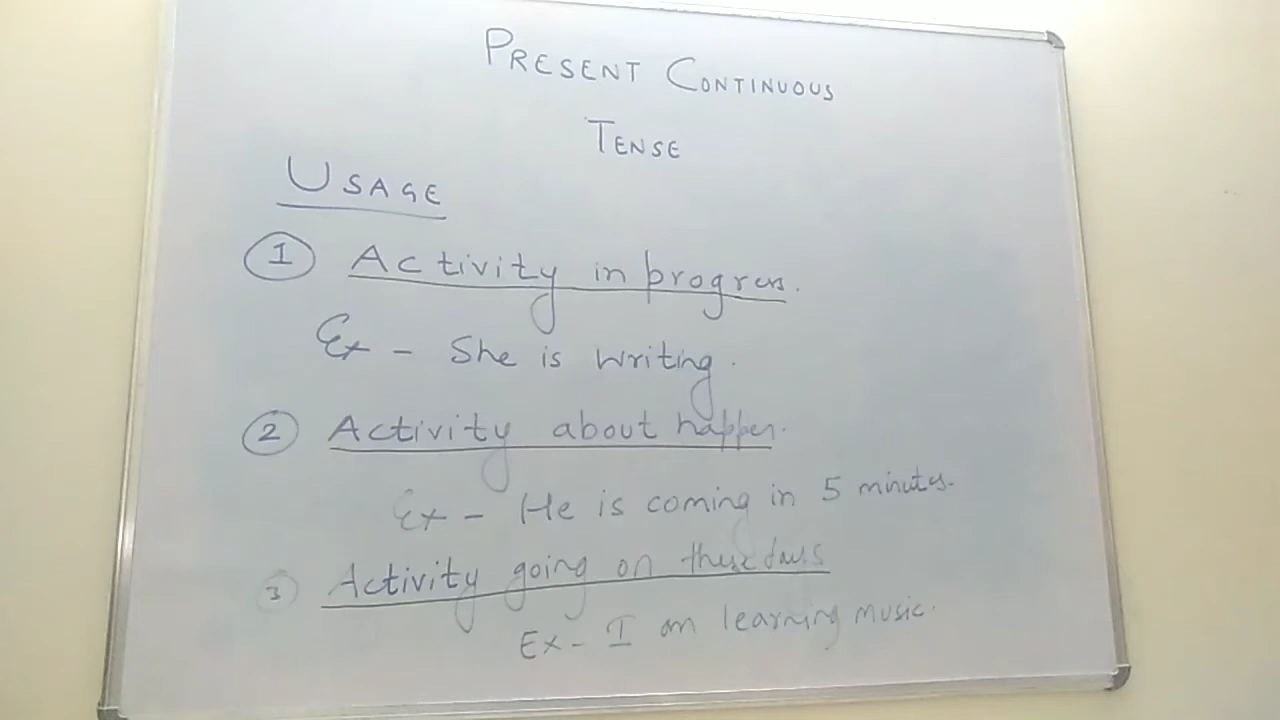 PRESENT CONTINUOUS
TENSE
USAGE
1 Activity in progress.
Ex - She is writing.
2 Activity about happen.
Ex - He is coming in 5 minutes.
3 Activity going on these days
Ex - I am learning music.